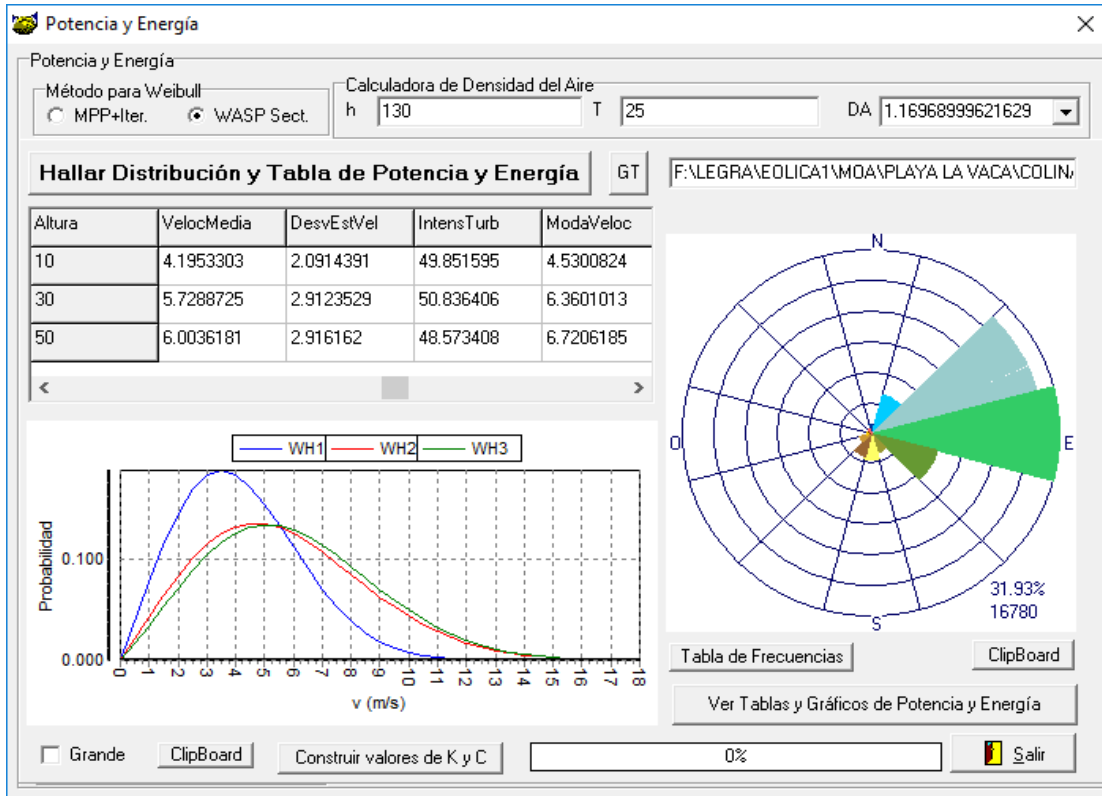 Potencia y Energía
Potencia y Energía
Método para Weibull
MPP+Iter.
WASP Sect.
Calculadora de Densidad del Aire
h 130 T 25 DA 1.16968999621629
Hallar Distribución y Tabla de Potencia y Energía
GT
F:\LEGRA\EOLICA1\MOA\PLAYA LA VACA\COLIN
Altura VelocMedia DesvEstVel IntensTurb ModaVeloc
10 4.1953303 2.0914391 49.851595 4.5300824
30 5.7288725 2.9123529 50.836406 6.3601013
50 6.0036181 2.916162 48.573408 6.7206185
N
O
E
S
31.93%
16780
WH1 WH2 WH3
Probabilidad
0.100
0.000
0 1 2 3 4 5 6 7 8 9 10 11 12 13 14 15 16 17 18
v (m/s)
Tabla de Frecuencias
ClipBoard
Ver Tablas y Gráficos de Potencia y Energía
Grande
ClipBoard
Construir valores de K y C
0%
Salir